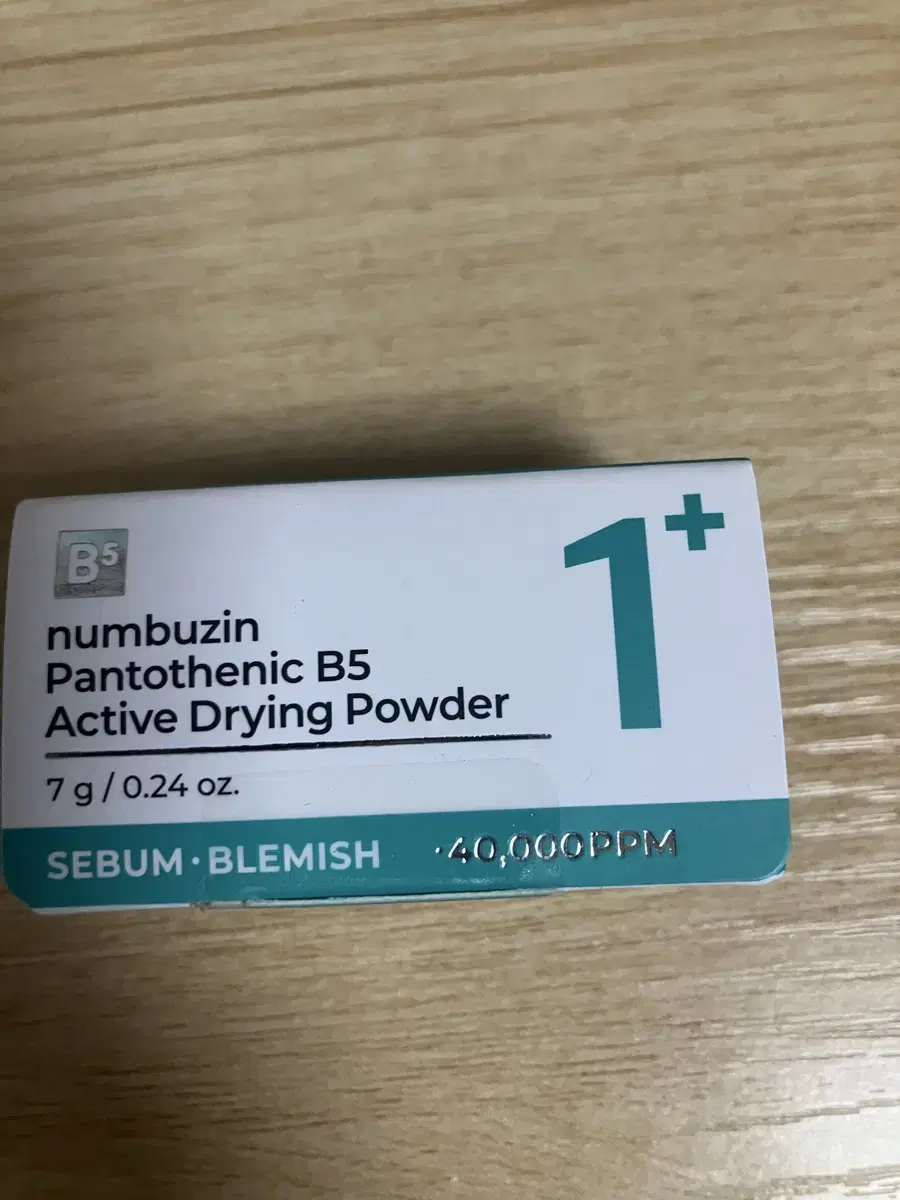 B5
numbuzin
Pantothenic B5
Active Drying Powder
1+
7 g / 0.24 oz.
SEBUM · BLEMISH
·40,000PPM